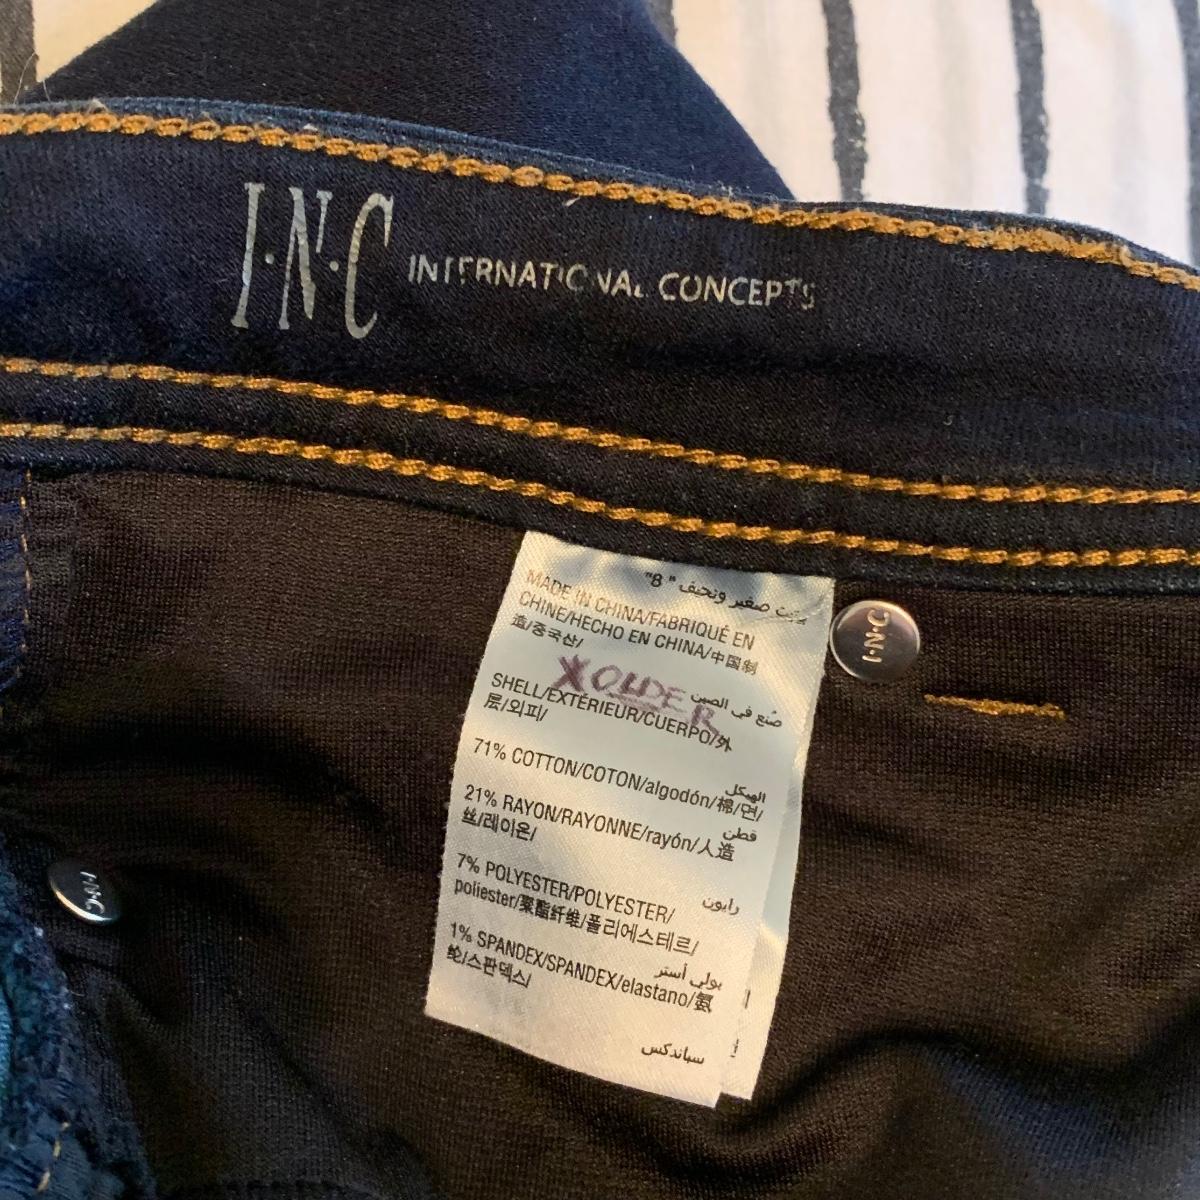 I·N·C INTERNATIONAL CONCEPTS
صغير ونحيف "8"
MADE IN CHINA/FABRIQUÉ EN
CHINE/HECHO EN CHINA/中国制
造/중국산/
صُنع في الصين
XOLDER
SHELL/EXTÉRIEUR/CUERPO/外
层/외피/
الهيكل
71% COTTON/COTON/algodón/棉/면/
قطن
21% RAYON/RAYONNE/rayón/人造
丝/레이온/
رايون
7% POLYESTER/POLYESTER/
poliester/聚酯纤维/폴리에스테르/
بولي أستر
1% SPANDEX/SPANDEX/elastano/氨
纶/스판덱스/
سباندكس
I·N·C
I·N·C